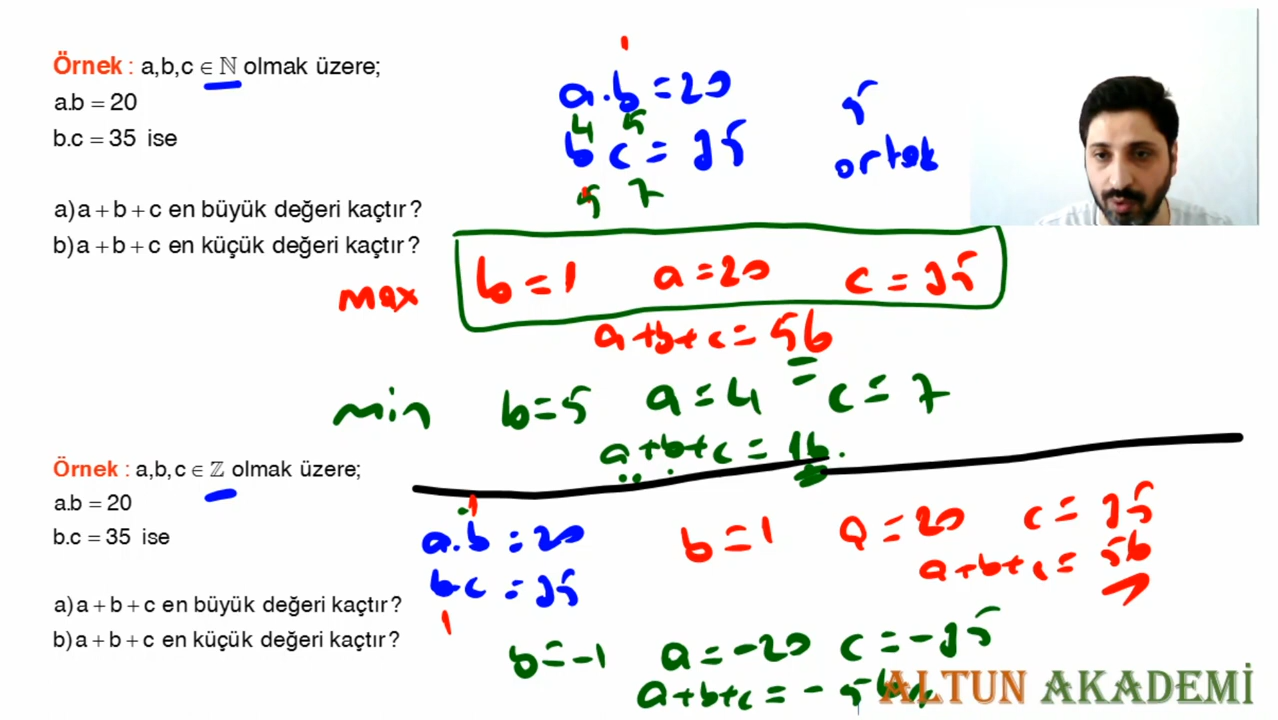 Örnek : a,b,c ∈ ℕ olmak üzere;
a.b = 20
b.c = 35 ise
a) a + b + c en büyük değeri kaçtır?
b) a + b + c en küçük değeri kaçtır?
1
a.b = 20
4 5
b c = 35
5 7
5
ortak
max
b = 1 a = 20 c = 35
a+b+c = 56
min b = 5 a = 4 c = 7
a+b+c = 16
Örnek : a,b,c ∈ ℤ olmak üzere;
a.b = 20
b.c = 35 ise
a) a + b + c en büyük değeri kaçtır?
b) a + b + c en küçük değeri kaçtır?
1
a.b = 20
b.c = 35
1
b = 1 a = 20 c = 35
a+b+c = 56
b = -1 a = -20 c = -35
a+b+c = - 56
ALTUN AKADEMİ